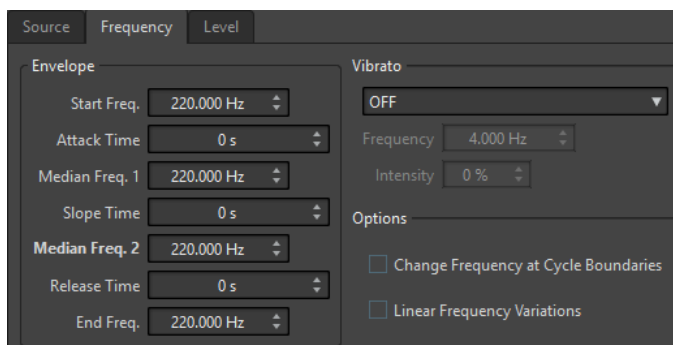 Source Frequency Level
Envelope
Start Freq. 220.000 Hz
Attack Time 0 s
Median Freq. 1 220.000 Hz
Slope Time 0 s
Median Freq. 2 220.000 Hz
Release Time 0 s
End Freq. 220.000 Hz
Vibrato
OFF
Frequency 4.000 Hz
Intensity 0 %
Options
Change Frequency at Cycle Boundaries
Linear Frequency Variations